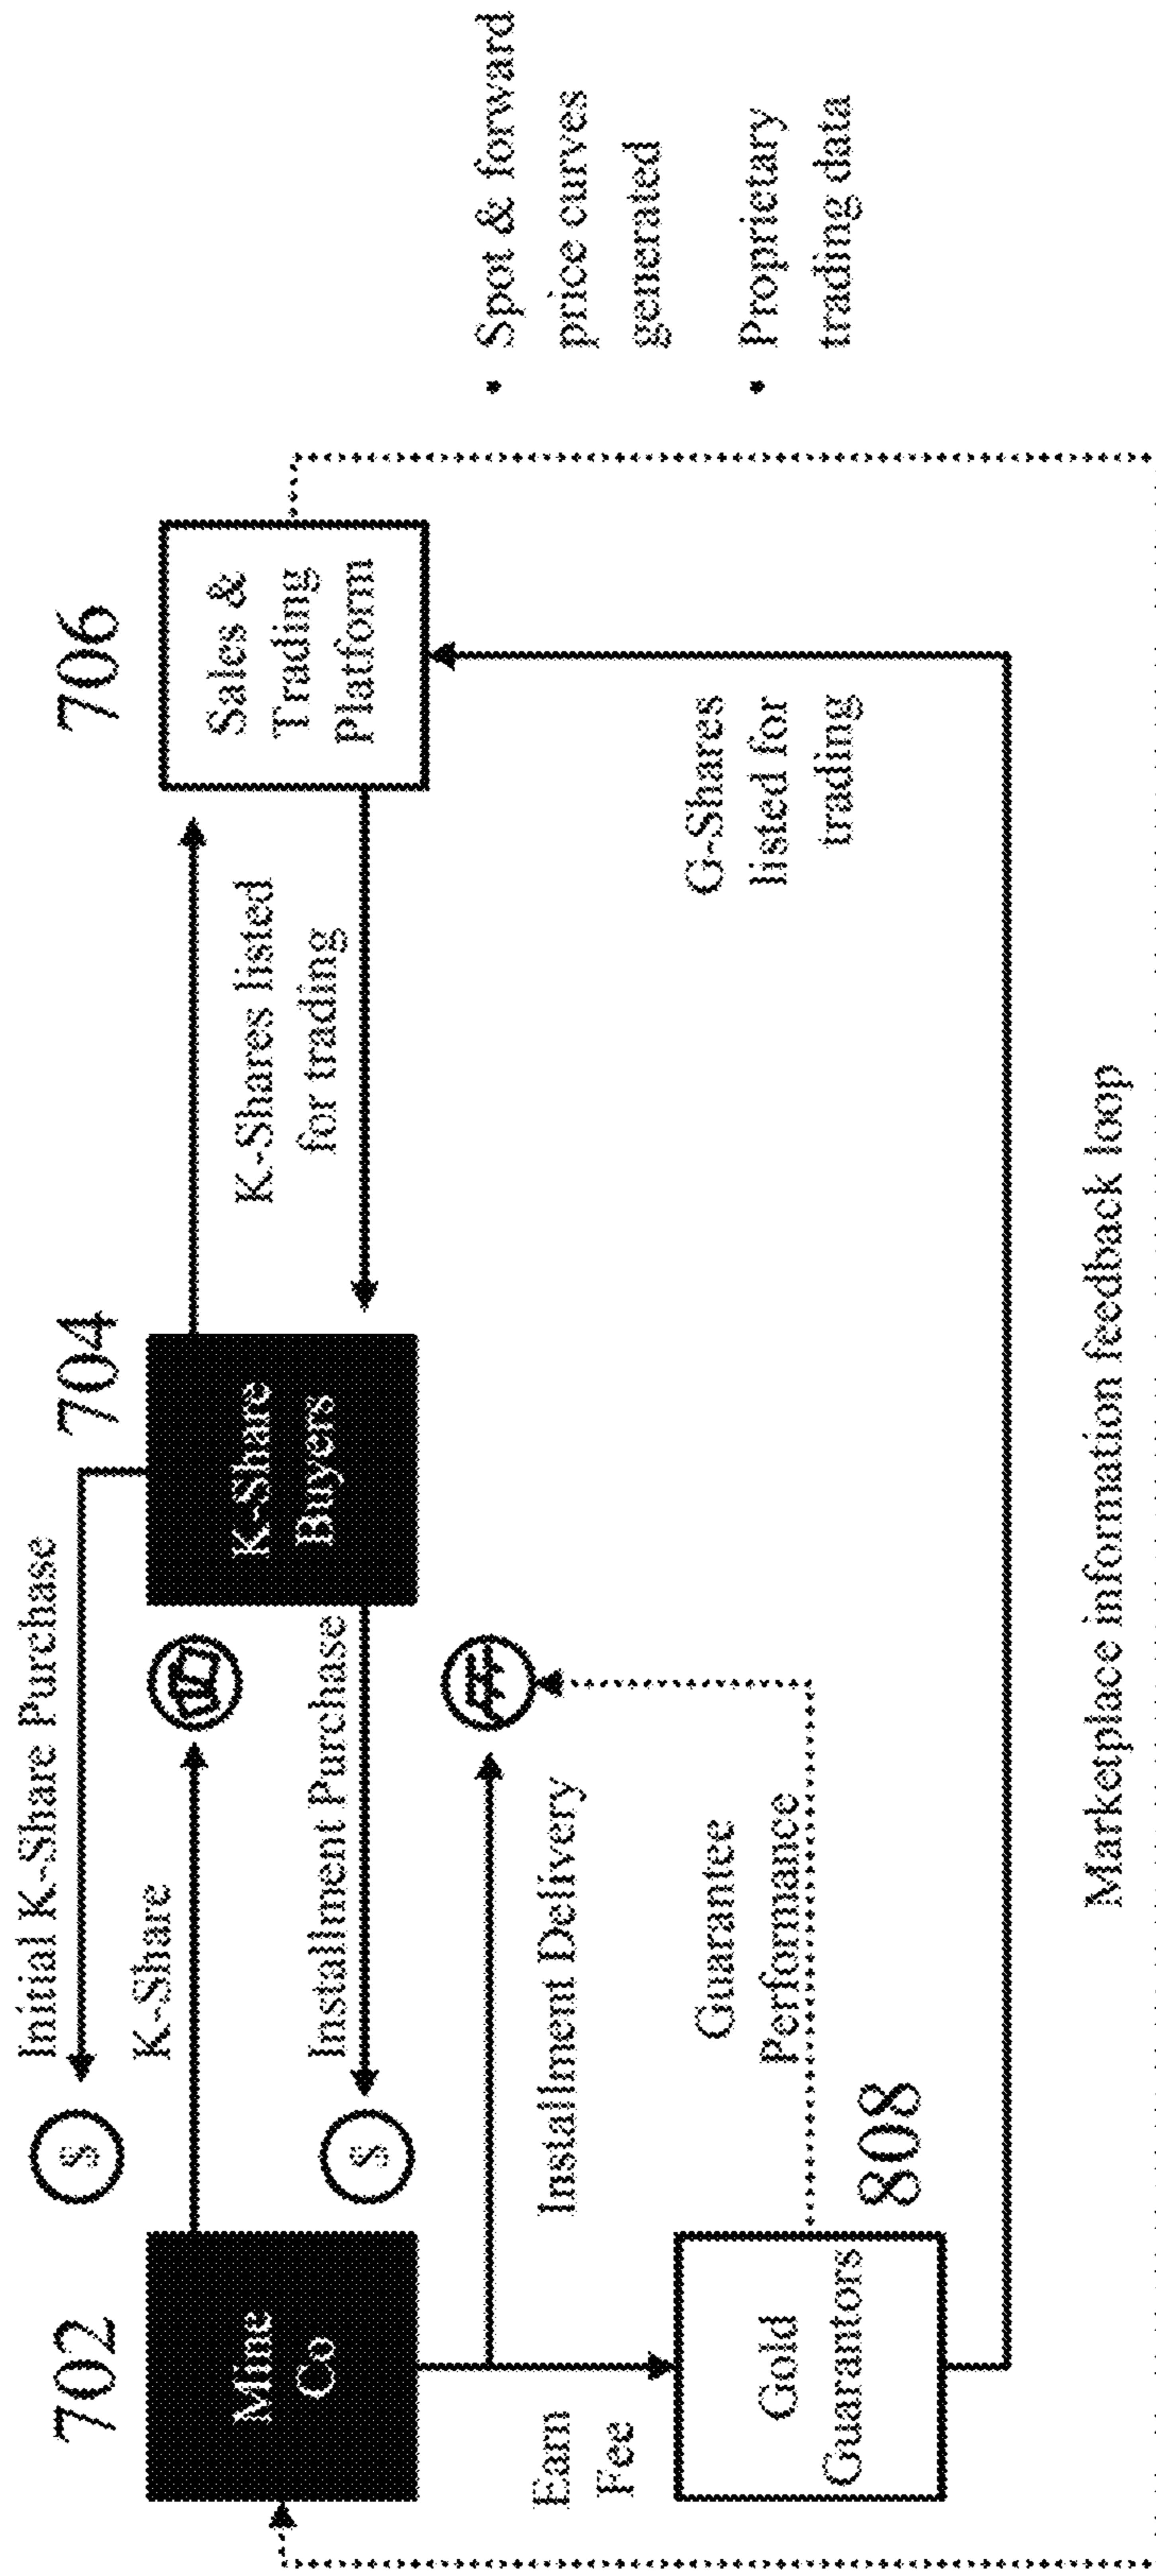 Initial K-Share Purchase
702
704
706
$
K-Share
Mine
Co
K-Share
Buyers
K-Shares listed
for trading
Sales &
Trading
Platform
Installment Purchase
$
Installment Delivery
Earn
Fee
Guarantee
Performance
G-Shares
listed for
trading
• Spot & forward
price curves
generated
• Proprietary
trading data
Gold
Guarantors
808
Marketplace information feedback loop